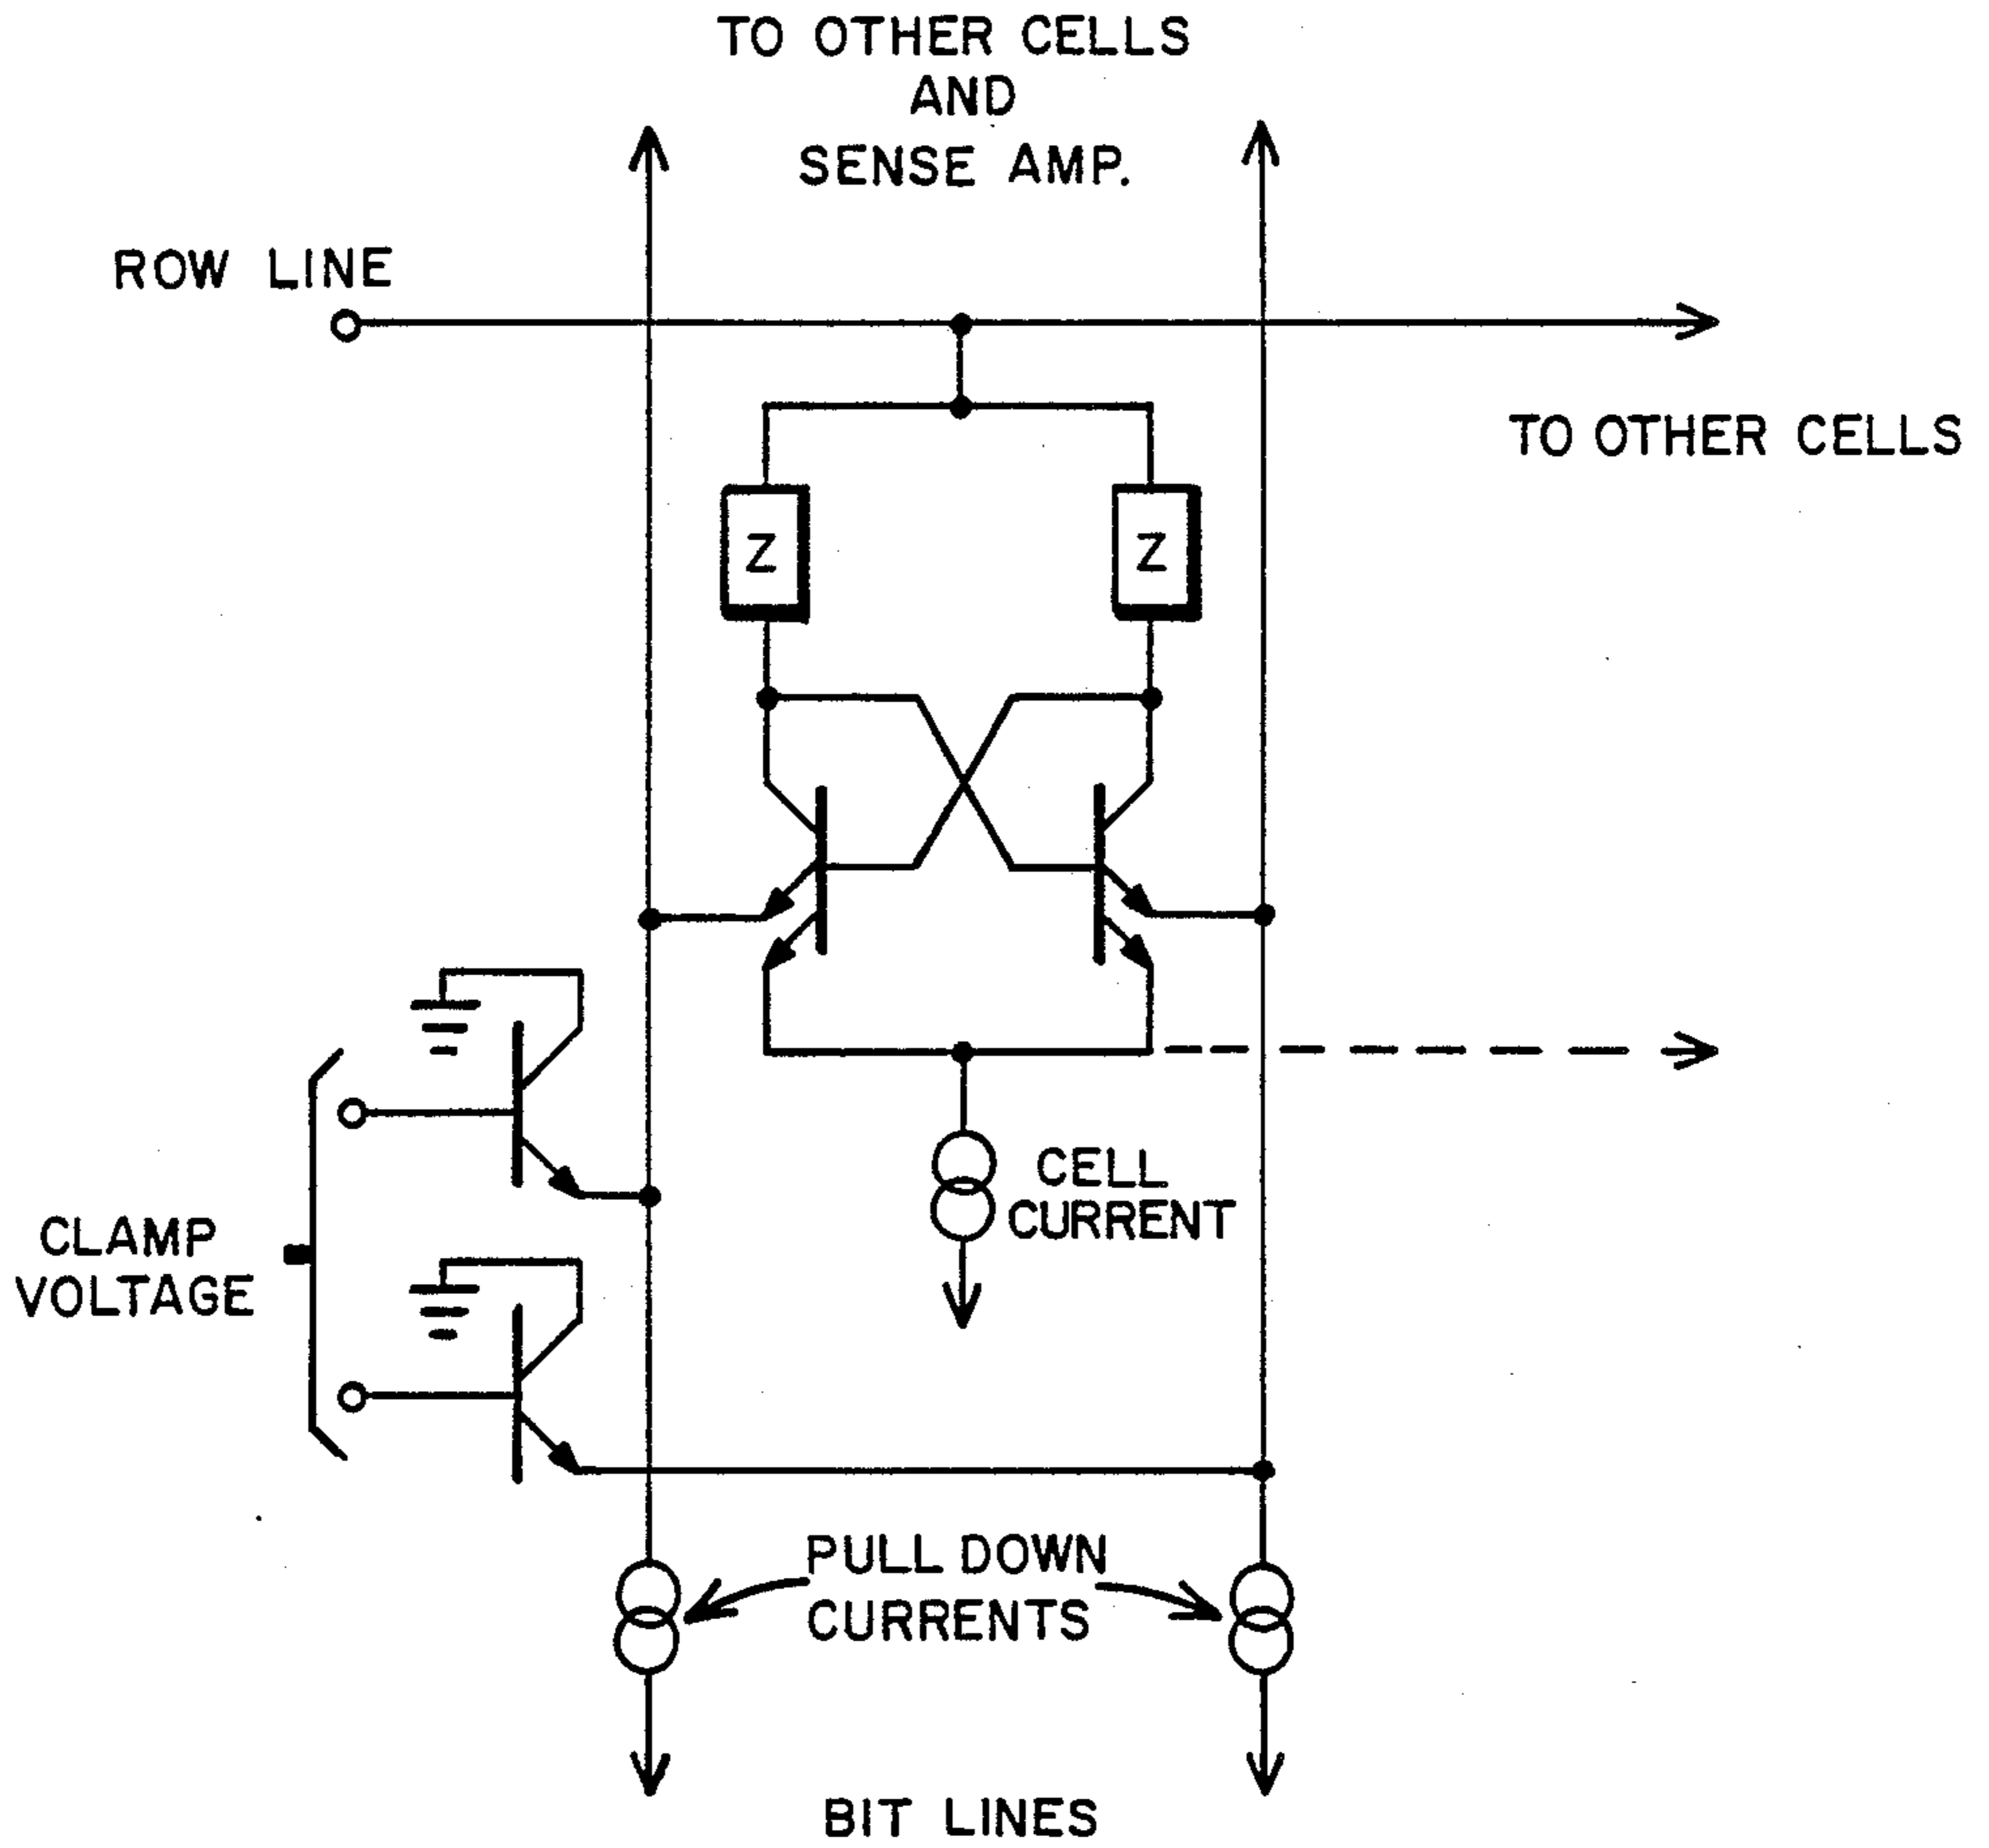 TO OTHER CELLS
AND
SENSE AMP.
ROW LINE
TO OTHER CELLS
Z
Z
CELL
CURRENT
CLAMP
VOLTAGE
PULL DOWN
CURRENTS
BIT LINES